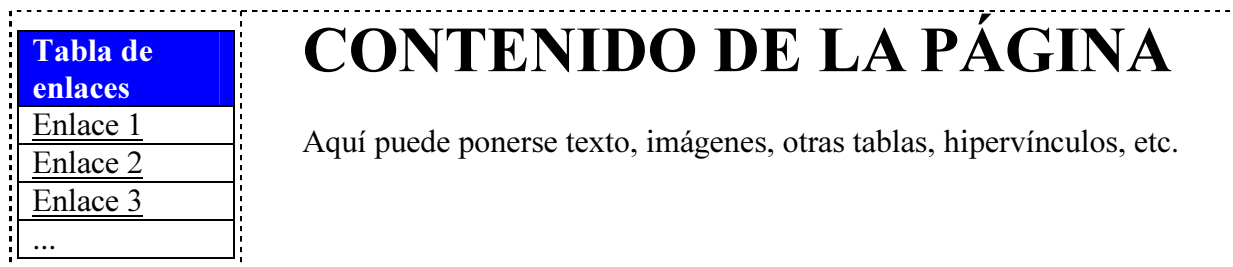 Tabla de
enlaces
Enlace 1
Enlace 2
Enlace 3
...
CONTENIDO DE LA PÁGINA
Aquí puede ponerse texto, imágenes, otras tablas, hipervínculos, etc.